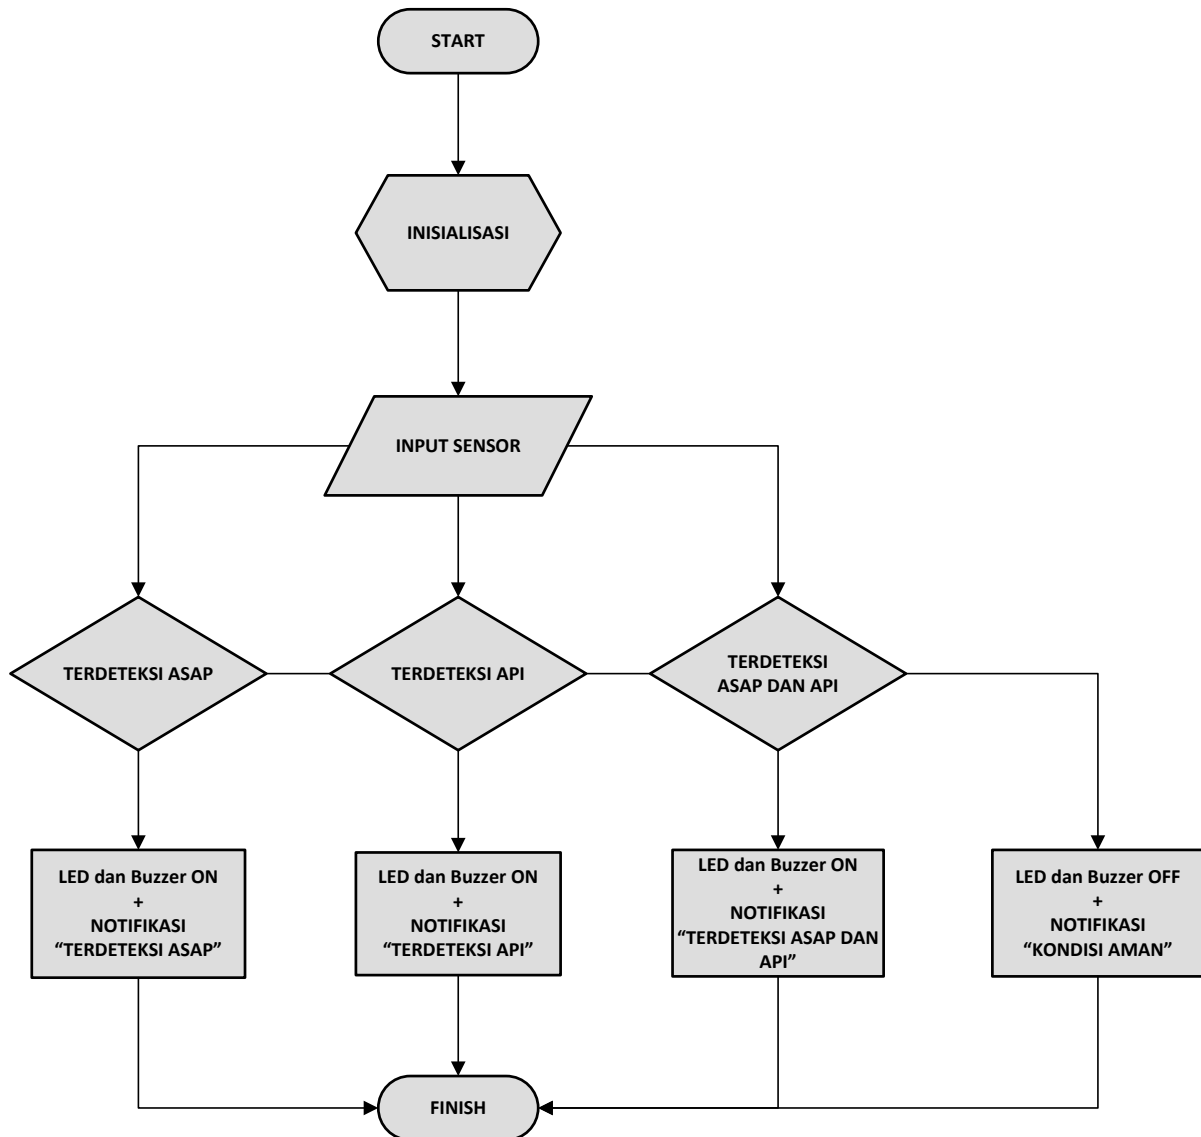 START
INISIALISASI
INPUT SENSOR
TERDETEKSI ASAP
TERDETEKSI API
TERDETEKSI
ASAP DAN API
LED dan Buzzer ON
+
NOTIFIKASI
“TERDETEKSI ASAP”
LED dan Buzzer ON
+
NOTIFIKASI
“TERDETEKSI API”
LED dan Buzzer ON
+
NOTIFIKASI
“TERDETEKSI ASAP DAN
API”
LED dan Buzzer OFF
+
NOTIFIKASI
“KONDISI AMAN”
FINISH